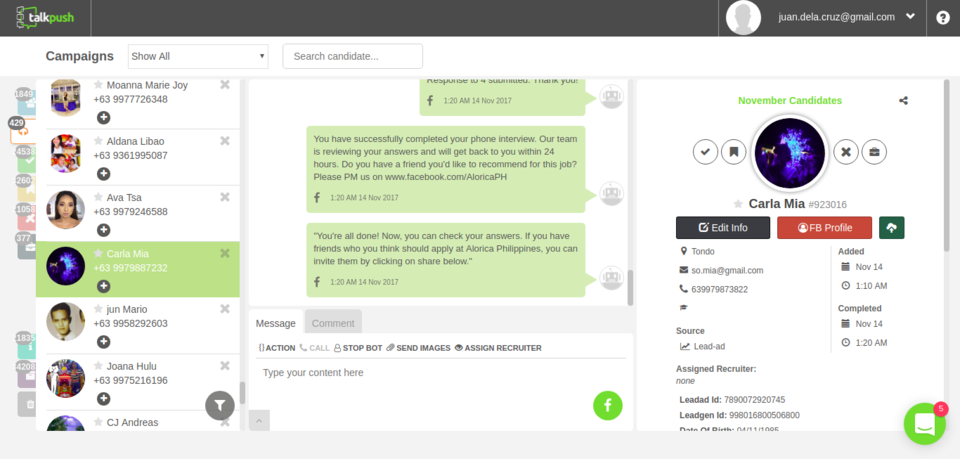 talkpush
juan.dela.cruz@gmail.com
Campaigns
Show All
Search candidate...
1849
429
453
260
105
377
1835
4208
Moanna Marie Joy
+63 9977726348
Aldana Libao
+63 9361995087
Ava Tsa
+63 9979246588
Carla Mia
+63 9979887232
jun Mario
+63 9958292603
Joana Hulu
+63 9975216196
CJ Andreas
Response to 4 submitted. Thank you!
1:20 AM 14 Nov 2017
You have successfully completed your phone interview. Our team
is reviewing your answers and will get back to you within 24
hours. Do you have a friend you'd like to recommend for this job?
Please PM us on www.facebook.com/AloricaPH
1:20 AM 14 Nov 2017
"You're all done! Now, you can check your answers. If you have
friends who you think should apply at Alorica Philippines, you can
invite them by clicking on share below."
1:20 AM 14 Nov 2017
Message
Comment
{}ACTION CALL STOP BOT SEND IMAGES ASSIGN RECRUITER
Type your content here
November Candidates
Carla Mia #923016
Edit Info
FB Profile
Tondo
so.mia@gmail.com
639979873822
Source
Lead-ad
Added
Nov 14
1:10 AM
Completed
Nov 14
1:20 AM
Assigned Recruiter:
none
Leadad Id: 7890072920745
Leadgen Id: 998016800506800
Date Of Birth: 04/11/1985
5